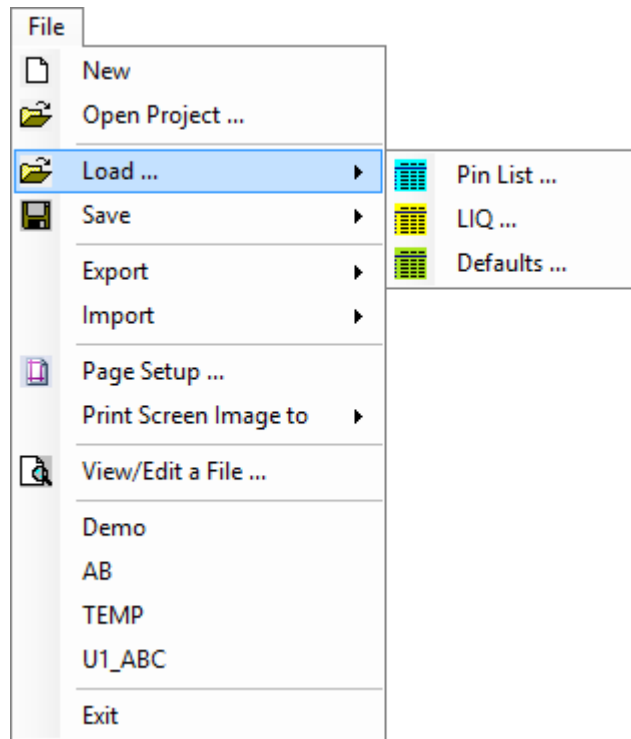 File
New
Open Project ...
Load ...
Pin List ...
Save
LIQ ...
Defaults ...
Export
Import
Page Setup ...
Print Screen Image to
View/Edit a File ...
Demo
AB
TEMP
U1_ABC
Exit